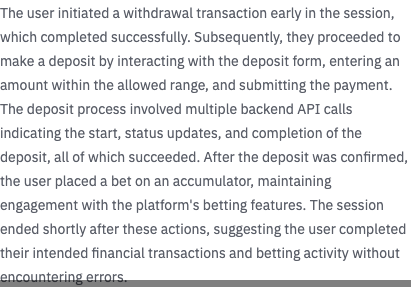 The user initiated a withdrawal transaction early in the session,
which completed successfully. Subsequently, they proceeded to
make a deposit by interacting with the deposit form, entering an
amount within the allowed range, and submitting the payment.
The deposit process involved multiple backend API calls
indicating the start, status updates, and completion of the
deposit, all of which succeeded. After the deposit was confirmed,
the user placed a bet on an accumulator, maintaining
engagement with the platform's betting features. The session
ended shortly after these actions, suggesting the user completed
their intended financial transactions and betting activity without
encountering errors.